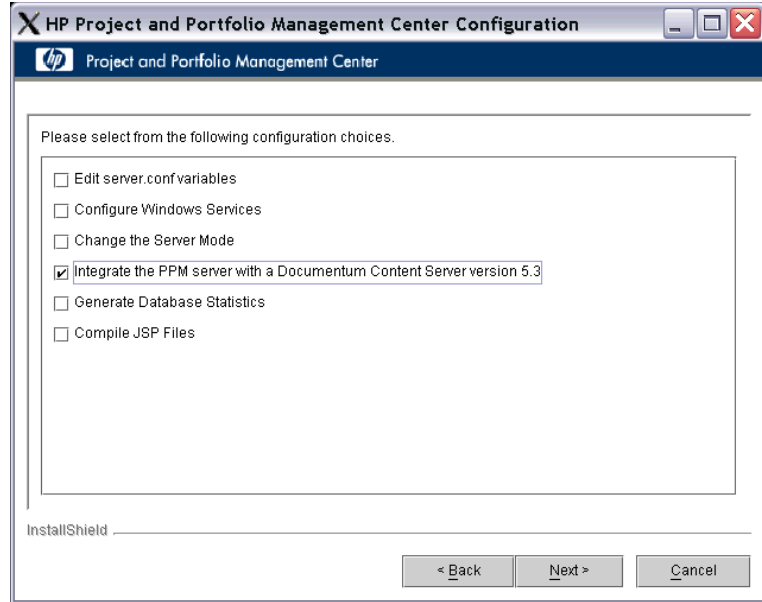 HP Project and Portfolio Management Center Configuration
hp Project and Portfolio Management Center
Please select from the following configuration choices.
Edit server.conf variables
Configure Windows Services
Change the Server Mode
Integrate the PPM server with a Documentum Content Server version 5.3
Generate Database Statistics
Compile JSP Files
InstallShield
< Back Next > Cancel